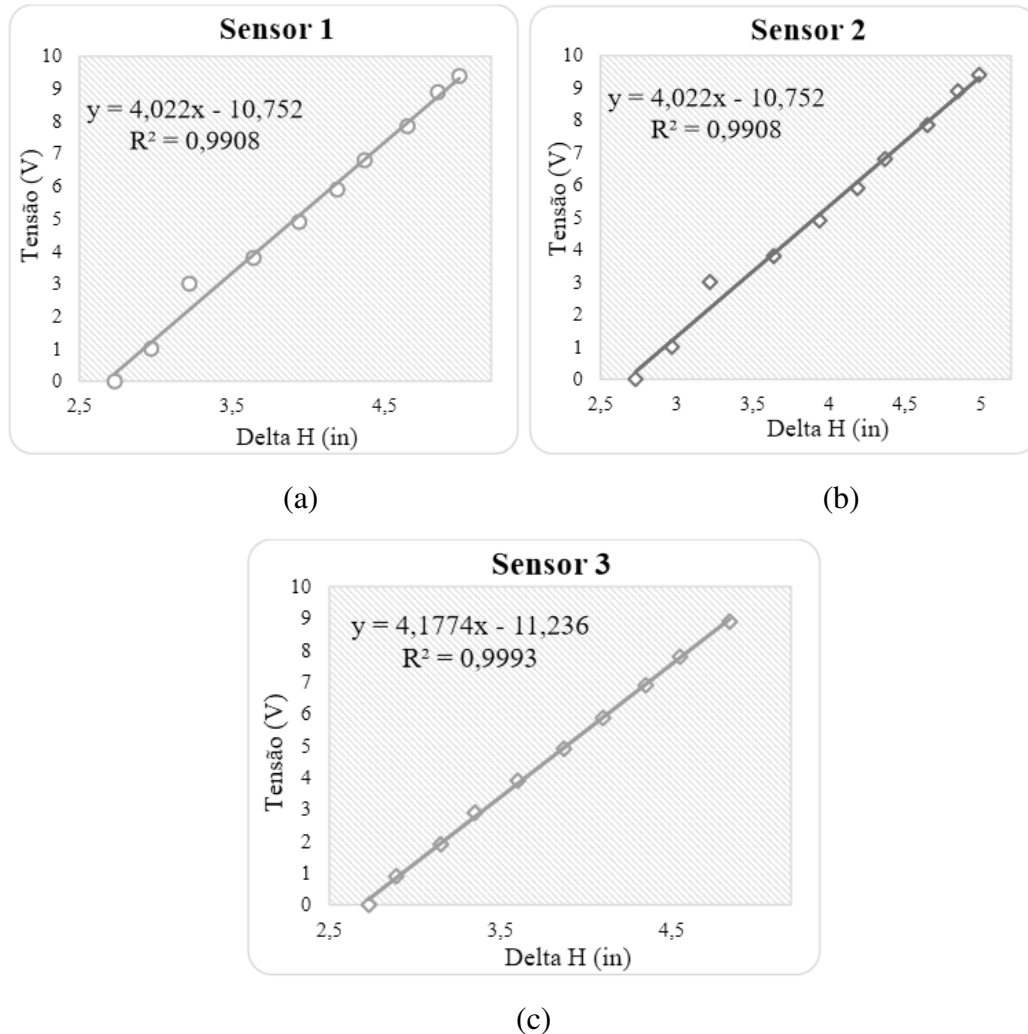 Sensor 1
y = 4,022x - 10,752
R² = 0,9908
Tensão (V)
10
9
8
7
6
5
4
3
2
1
0
2,5 3,5 4,5
Delta H (in)
(a)
Sensor 2
y = 4,022x - 10,752
R² = 0,9908
Tensão (V)
10
9
8
7
6
5
4
3
2
1
0
2,5 3 3,5 4 4,5 5
Delta H (in)
(b)
Sensor 3
y = 4,1774x - 11,236
R² = 0,9993
Tensão (V)
10
9
8
7
6
5
4
3
2
1
0
2,5 3,5 4,5
Delta H (in)
(c)